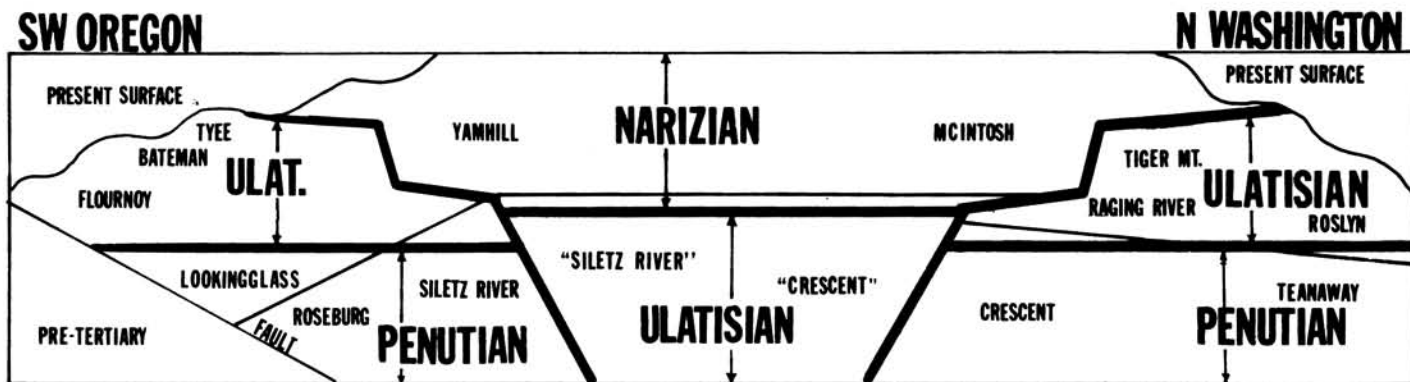 SW OREGON
N WASHINGTON
PRESENT SURFACE
PRESENT SURFACE
TYEE
BATEMAN
ULAT.
FLOURNOY
YAMHILL
NARIZIAN
MCINTOSH
TIGER MT.
ULATISIAN
RAGING RIVER
ROSLYN
LOOKINGGLASS
ROSEBURG
SILETZ RIVER
FAULT
PENUTIAN
PRE-TERTIARY
"SILETZ RIVER"
"CRESCENT"
ULATISIAN
CRESCENT
TEANAWAY
PENUTIAN